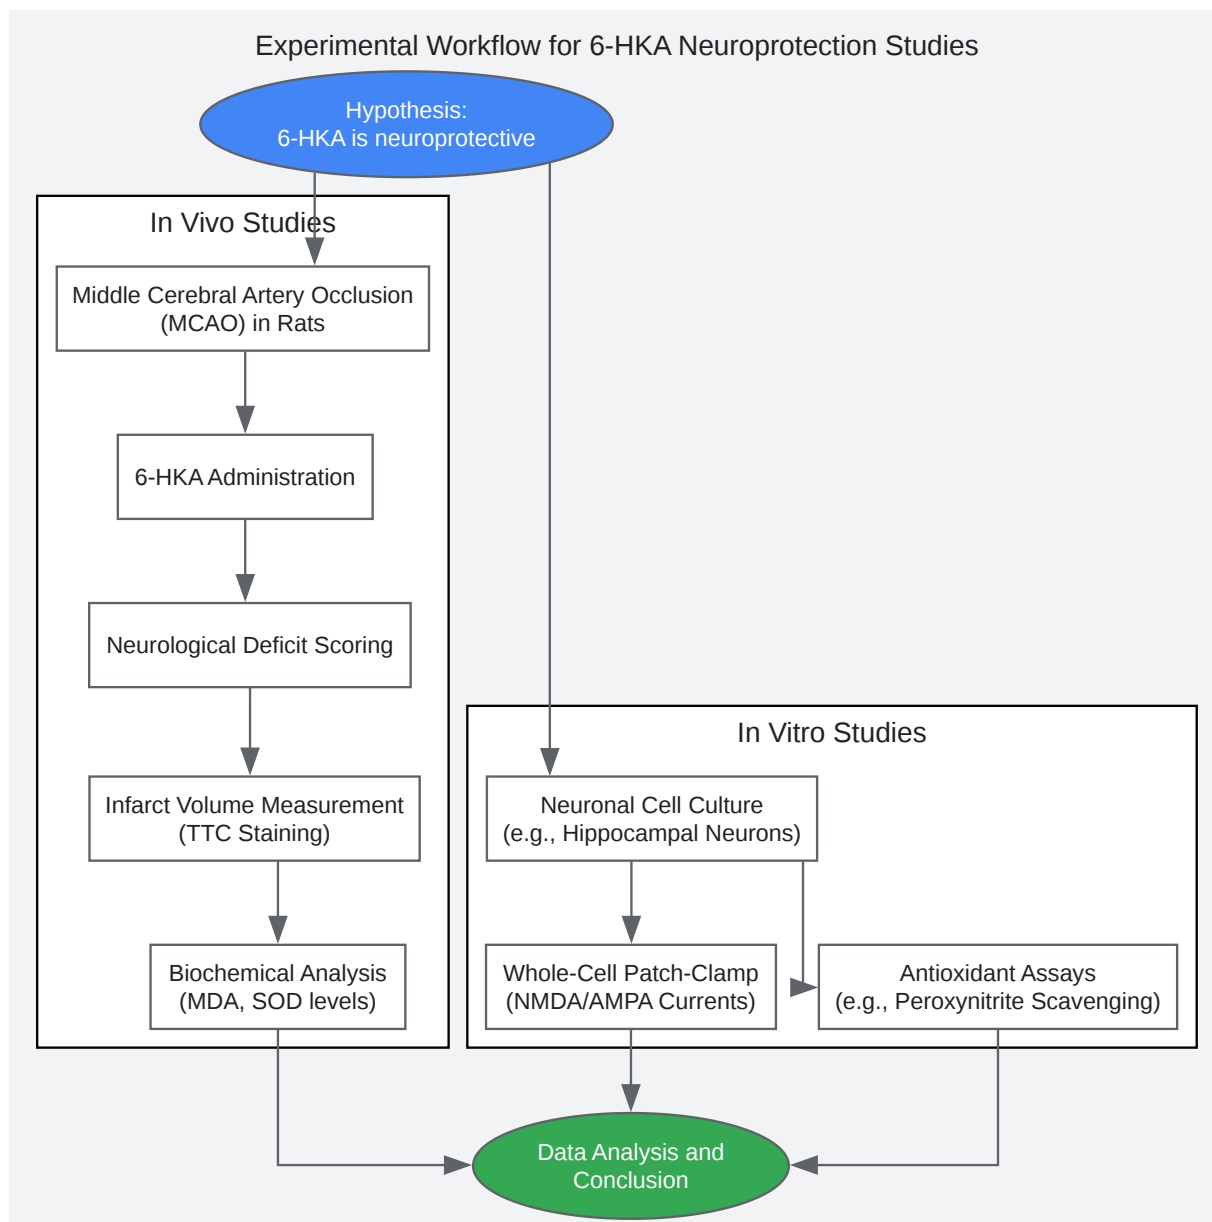 Experimental Workflow for 6-HKA Neuroprotection Studies
Hypothesis:
6-HKA is neuroprotective
In Vivo Studies
Middle Cerebral Artery Occlusion
(MCAO) in Rats
6-HKA Administration
Neurological Deficit Scoring
Infarct Volume Measurement
(TTC Staining)
Biochemical Analysis
(MDA, SOD levels)
In Vitro Studies
Neuronal Cell Culture
(e.g., Hippocampal Neurons)
Whole-Cell Patch-Clamp
(NMDA/AMPA Currents)
Antioxidant Assays
(e.g., Peroxynitrite Scavenging)
Data Analysis and
Conclusion